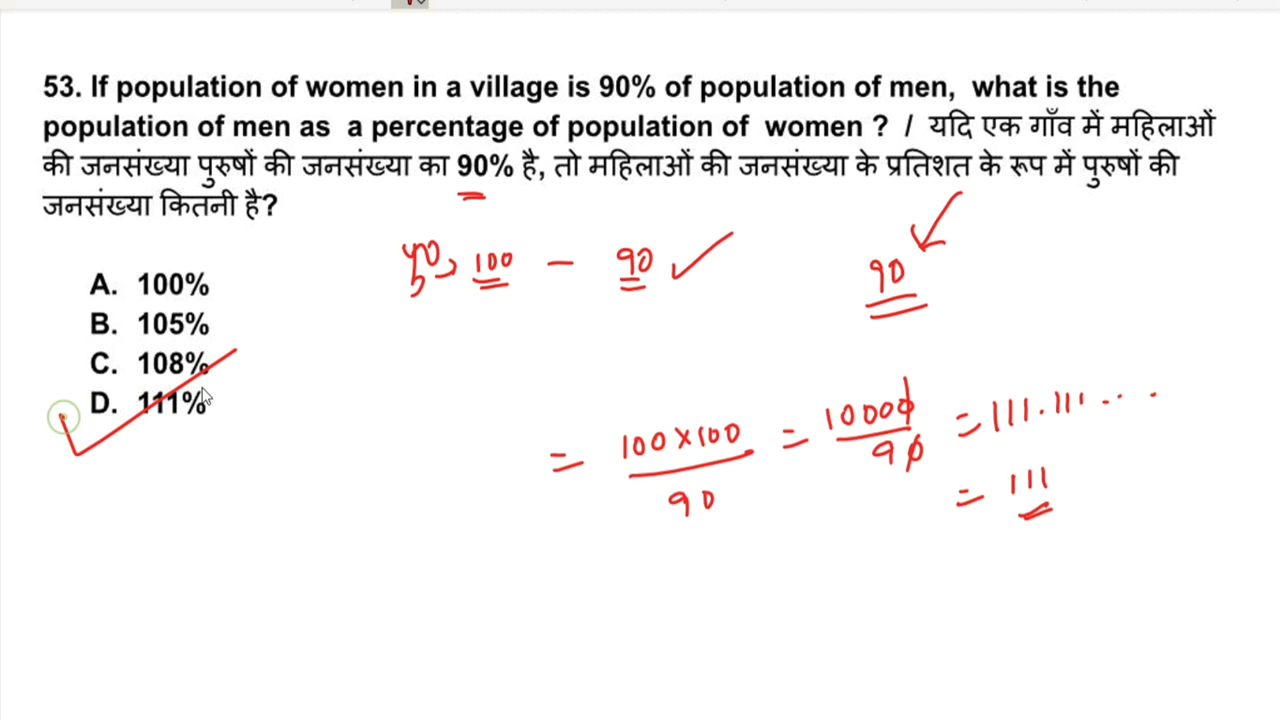 53. If population of women in a village is 90% of population of men, what is the
population of men as a percentage of population of women ? / यदि एक गाँव में महिलाओं
की जनसंख्या पुरुषों की जनसंख्या का 90% है, तो महिलाओं की जनसंख्या के प्रतिशत के रूप में पुरुषों की
जनसंख्या कितनी है?
100 - 90
90
A. 100%
B. 105%
C. 108%
D. 111%
= 100×100/90 = 10000/90 = 111.111...
= 111